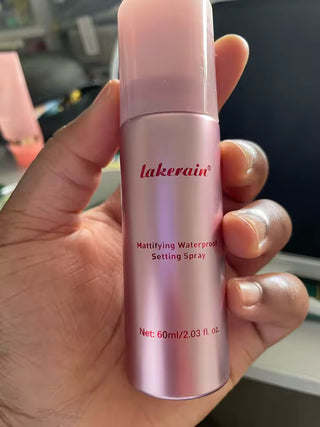 lakerain®
Mattifying Waterproof
Setting Spray
Net: 60ml/2.03 fl. oz.